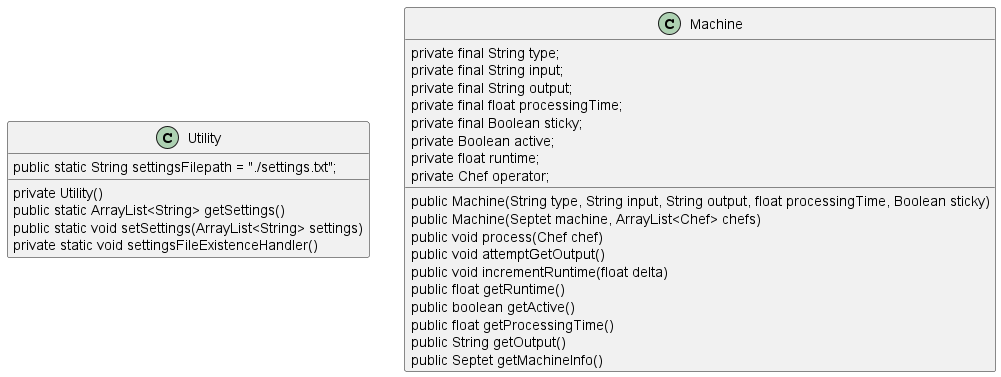 C Utility
public static String settingsFilepath = "./settings.txt";
private Utility()
public static ArrayList<String> getSettings()
public static void setSettings(ArrayList<String> settings)
private static void settingsFileExistenceHandler()
C Machine
private final String type;
private final String input;
private final String output;
private final float processingTime;
private final Boolean sticky;
private Boolean active;
private float runtime;
private Chef operator;
public Machine(String type, String input, String output, float processingTime, Boolean sticky)
public Machine(Septet machine, ArrayList<Chef> chefs)
public void process(Chef chef)
public void attemptGetOutput()
public void incrementRuntime(float delta)
public float getRuntime()
public boolean getActive()
public float getProcessingTime()
public String getOutput()
public Septet getMachineInfo()